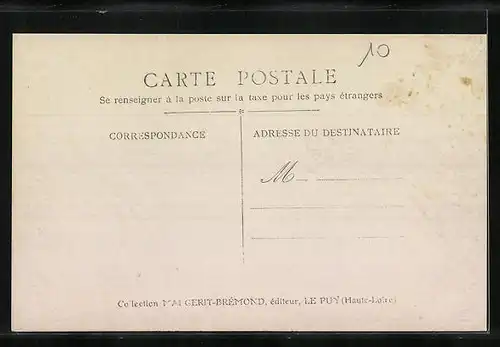 10
CARTE POSTALE
Se renseigner à la poste sur la taxe pour les pays étrangers
CORRESPONDANCE
ADRESSE DU DESTINATAIRE
M
Collection GERIT-BRÉMOND, éditeur, LE PUY (Haute-Loire)